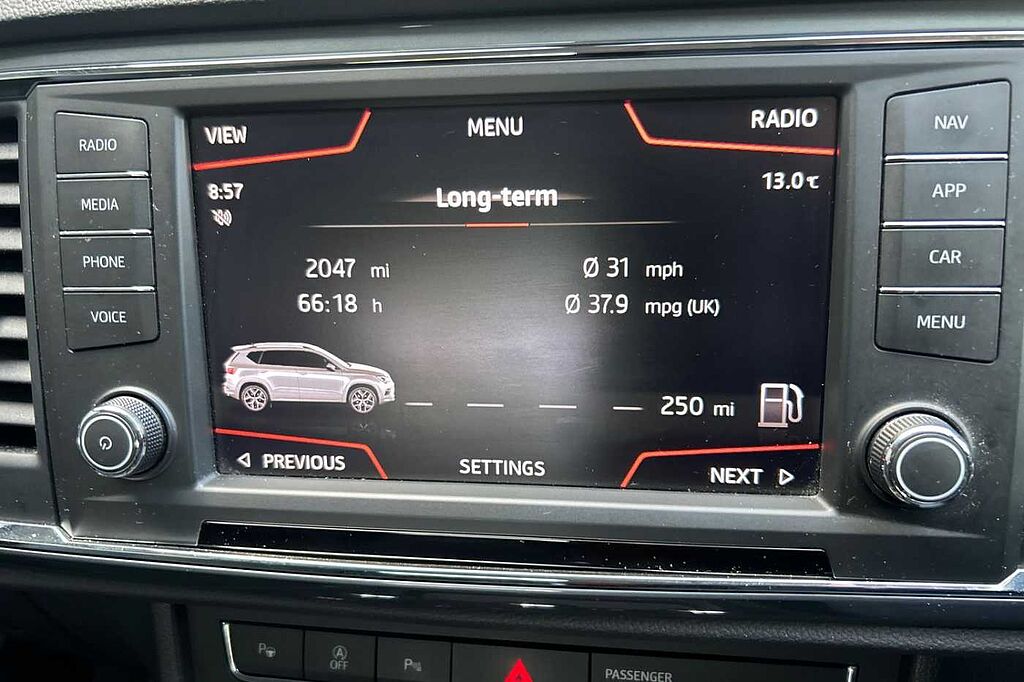 RADIO
MEDIA
PHONE
VOICE
VIEW
MENU
RADIO
8:57
13.0℃
Long-term
2047 mi
Ø 31 mph
66:18 h
Ø 37.9 mpg (UK)
250 mi
PREVIOUS
SETTINGS
NEXT
NAV
APP
CAR
MENU
P
A OFF
P
PASSENGER